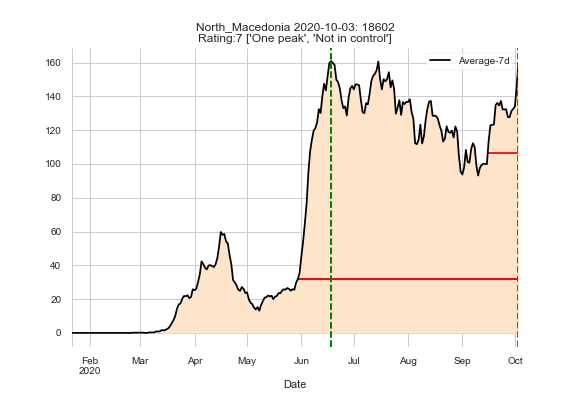 North_Macedonia 2020-10-03: 18602
Rating:7 ['One peak', 'Not in control']
Average-7d
160
140
120
100
80
60
40
20
0
Feb Mar Apr May Jun Jul Aug Sep Oct
2020
Date